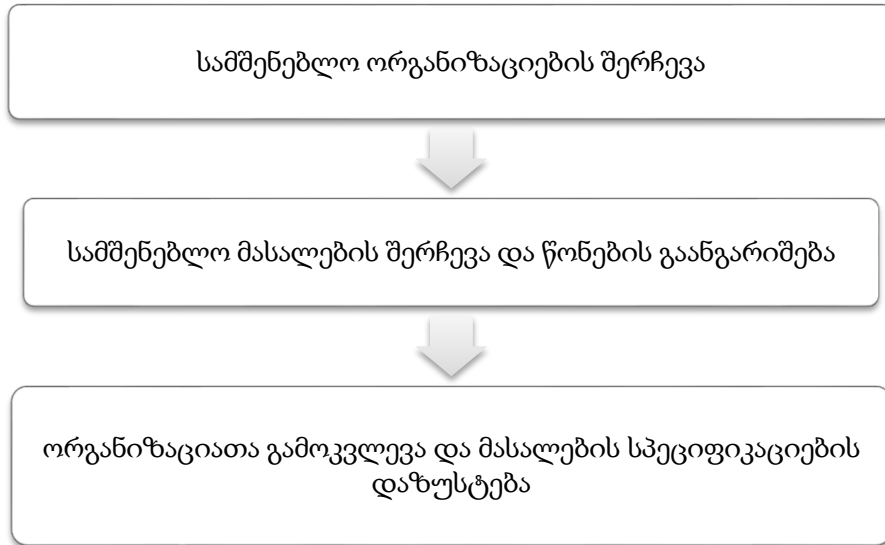 სამშენებლო ორგანიზაციების შერჩევა
სამშენებლო მასალების შერჩევა და წონების გაანგარიშება
ორგანიზაციათა გამოკვლევა და მასალების სპეციფიკაციების
დაზუსტება